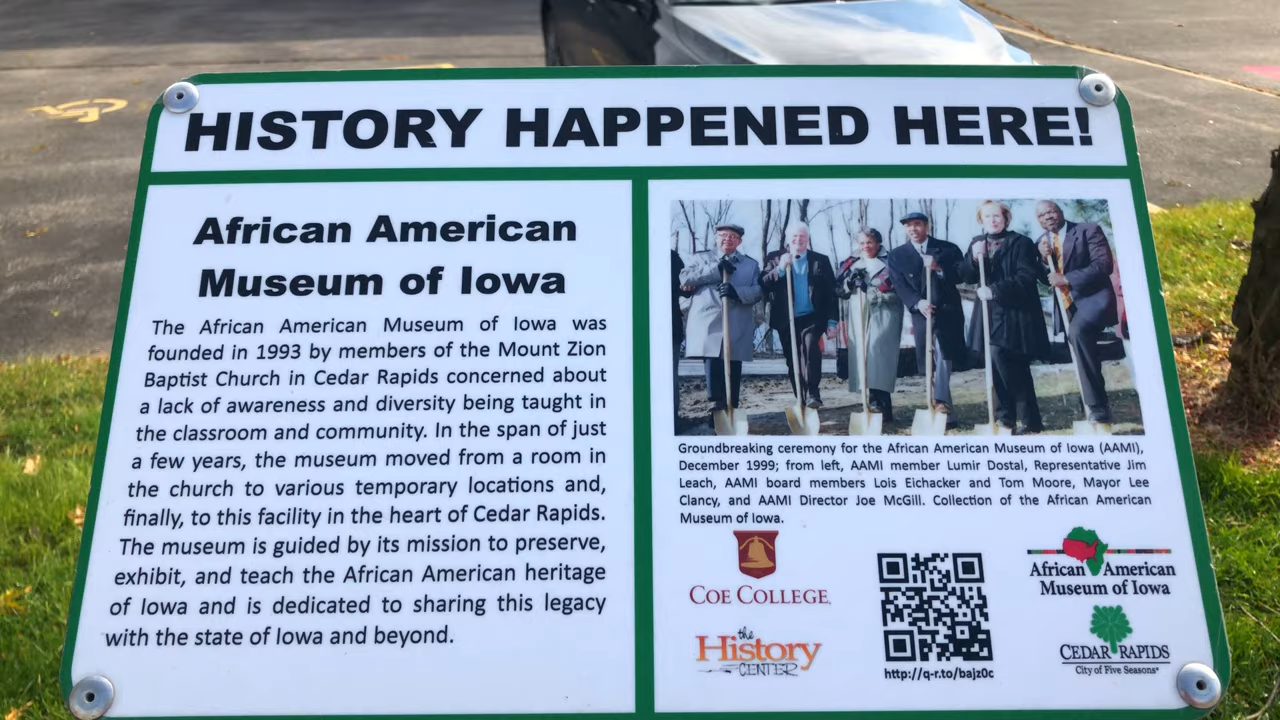 HISTORY HAPPENED HERE!
African American
Museum of Iowa
The African American Museum of Iowa was
founded in 1993 by members of the Mount Zion
Baptist Church in Cedar Rapids concerned about
a lack of awareness and diversity being taught in
the classroom and community. In the span of just
a few years, the museum moved from a room in
the church to various temporary locations and,
finally, to this facility in the heart of Cedar Rapids.
The museum is guided by its mission to preserve,
exhibit, and teach the African American heritage
of Iowa and is dedicated to sharing this legacy
with the state of Iowa and beyond.
Groundbreaking ceremony for the African American Museum of Iowa (AAMI),
December 1999; from left, AAMI member Lumir Dostal, Representative Jim
Leach, AAMI board members Lois Eichacker and Tom Moore, Mayor Lee
Clancy, and AAMI Director Joe McGill. Collection of the African American
Museum of Iowa.
COE COLLEGE
the
History
CENTER
http://q-r.to/bajz0c
African American
Museum of Iowa
CEDAR RAPIDS
City of Five Seasons